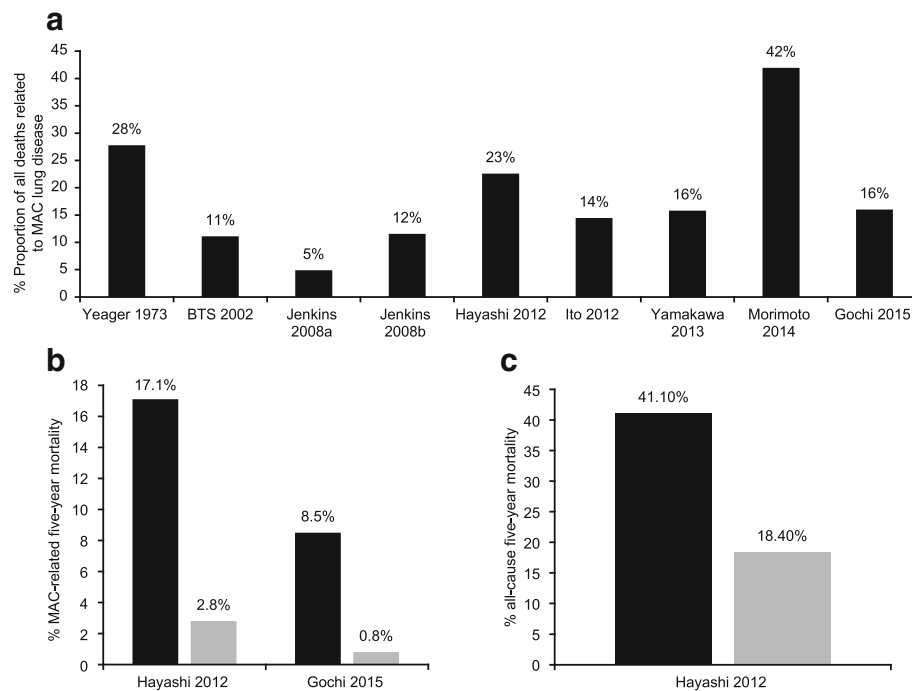 a
% Proportion of all deaths related
to MAC lung disease
45
40
35
30
25
20
15
10
5
0
28%
11%
5%
12%
23%
14%
16%
42%
16%
Yeager 1973
BTS 2002
Jenkins
2008a
Jenkins
2008b
Hayashi 2012
Ito 2012
Yamakawa
2013
Morimoto
2014
Gochi 2015
b
% MAC-related five-year mortality
18
16
14
12
10
8
6
4
2
0
17.1%
2.8%
8.5%
0.8%
Hayashi 2012
Gochi 2015
c
% all-cause five-year mortality
45
40
35
30
25
20
15
10
5
0
41.10%
18.40%
Hayashi 2012